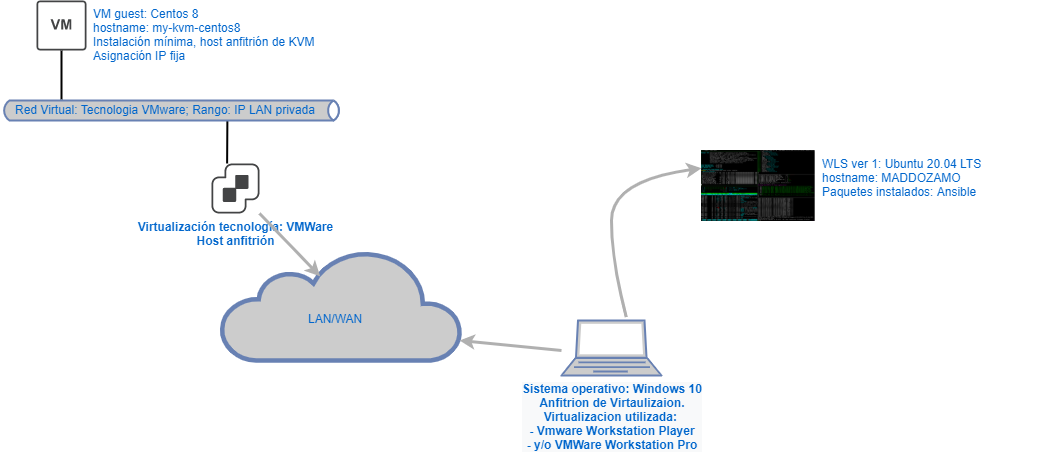 VM
VM guest: Centos 8
hostname: my-kvm-centos8
Instalación mínima, host anfitrión de KVM
Asignación IP fija
Red Virtual: Tecnologia VMware; Rango: IP LAN privada
Virtualización tecnología: VMWare
Host anfitrión
WLS ver 1: Ubuntu 20.04 LTS
hostname: MADDOZAMO
Paquetes instalados: Ansible
LAN/WAN
Sistema operativo: Windows 10
Anfitrion de Virtaulizaion.
Virtualizacion utilizada:
- Vmware Workstation Player
- y/o VMWare Workstation Pro